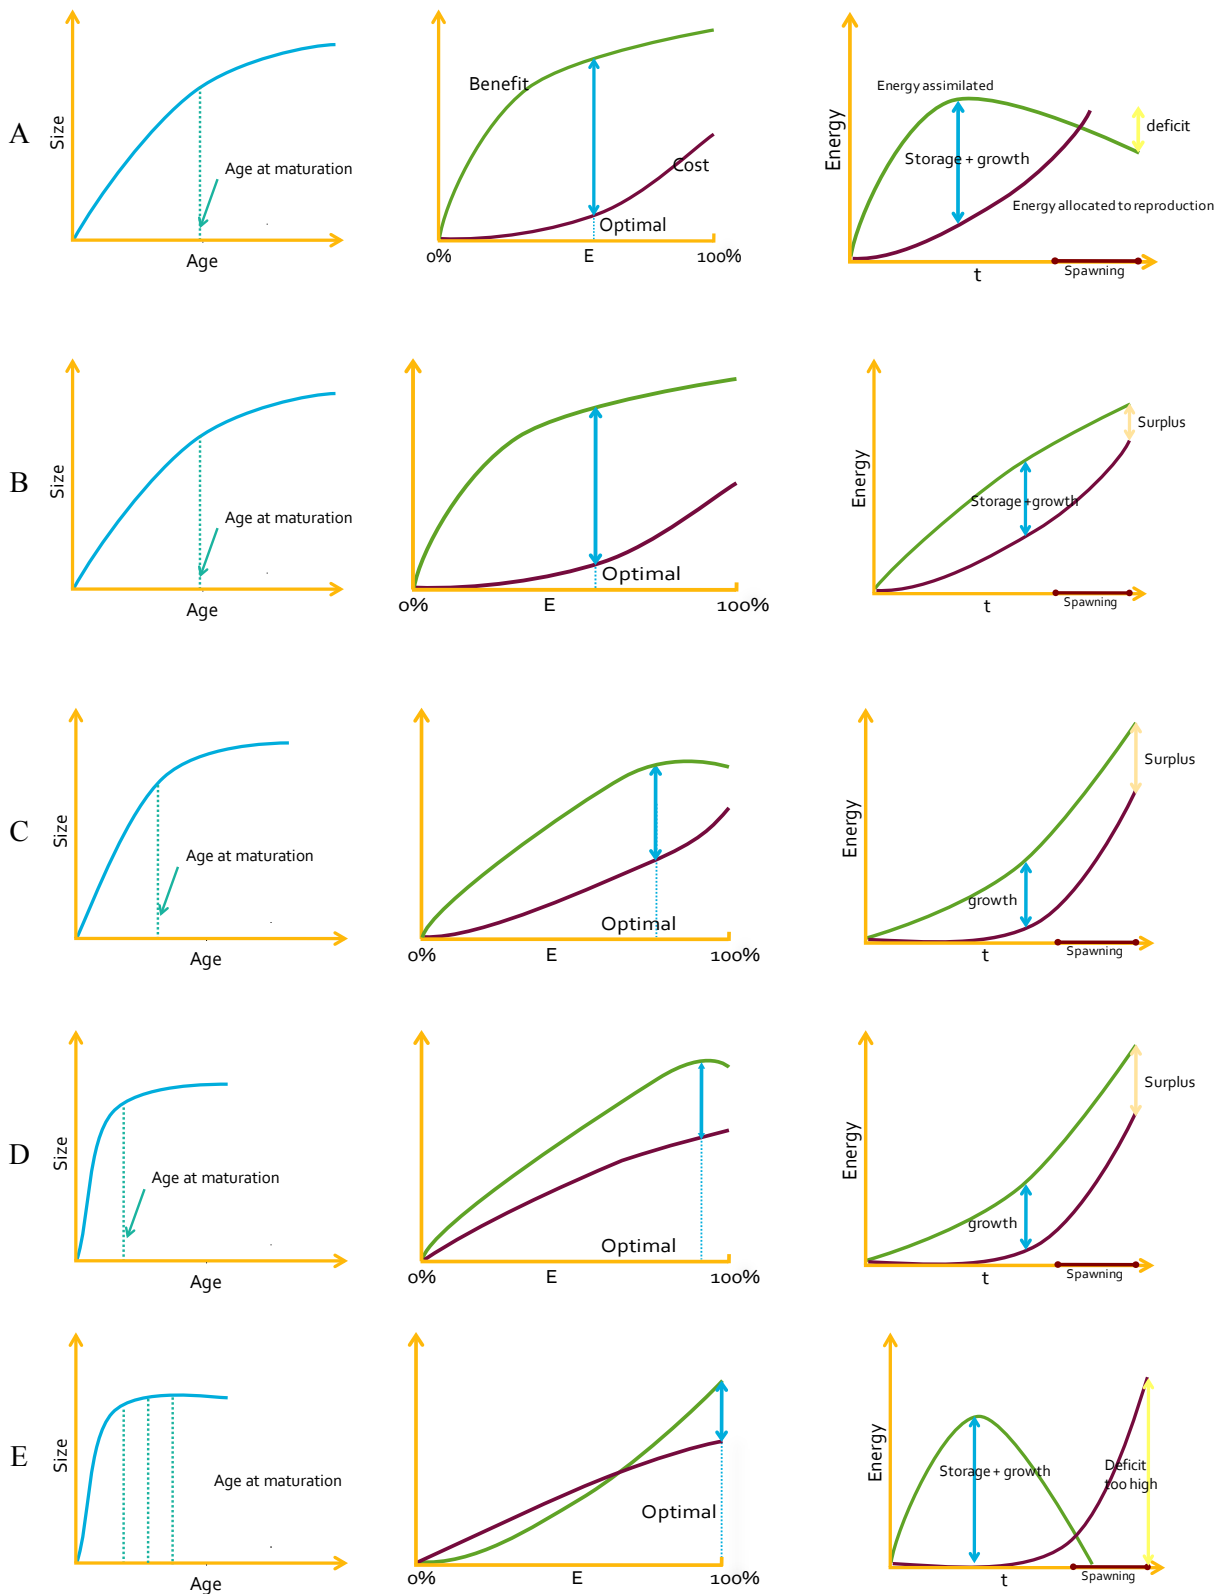 A
Size
Age at maturation
Age
Benefit
Cost
Optimal
0%
E
100%
Energy
Energy assimilated
Storage + growth
deficit
Energy allocated to reproduction
t
Spawning
B
Size
Age at maturation
Age
Optimal
0%
E
100%
Energy
Storage +growth
Surplus
t
Spawning
C
Size
Age at maturation
Age
Optimal
0%
E
100%
Energy
growth
Surplus
t
Spawning
D
Size
Age at maturation
Age
Optimal
0%
E
100%
Energy
growth
Surplus
t
Spawning
E
Size
Age at maturation
Age
Optimal
0%
E
100%
Energy
Storage + growth
Deficit
too high
t
Spawning